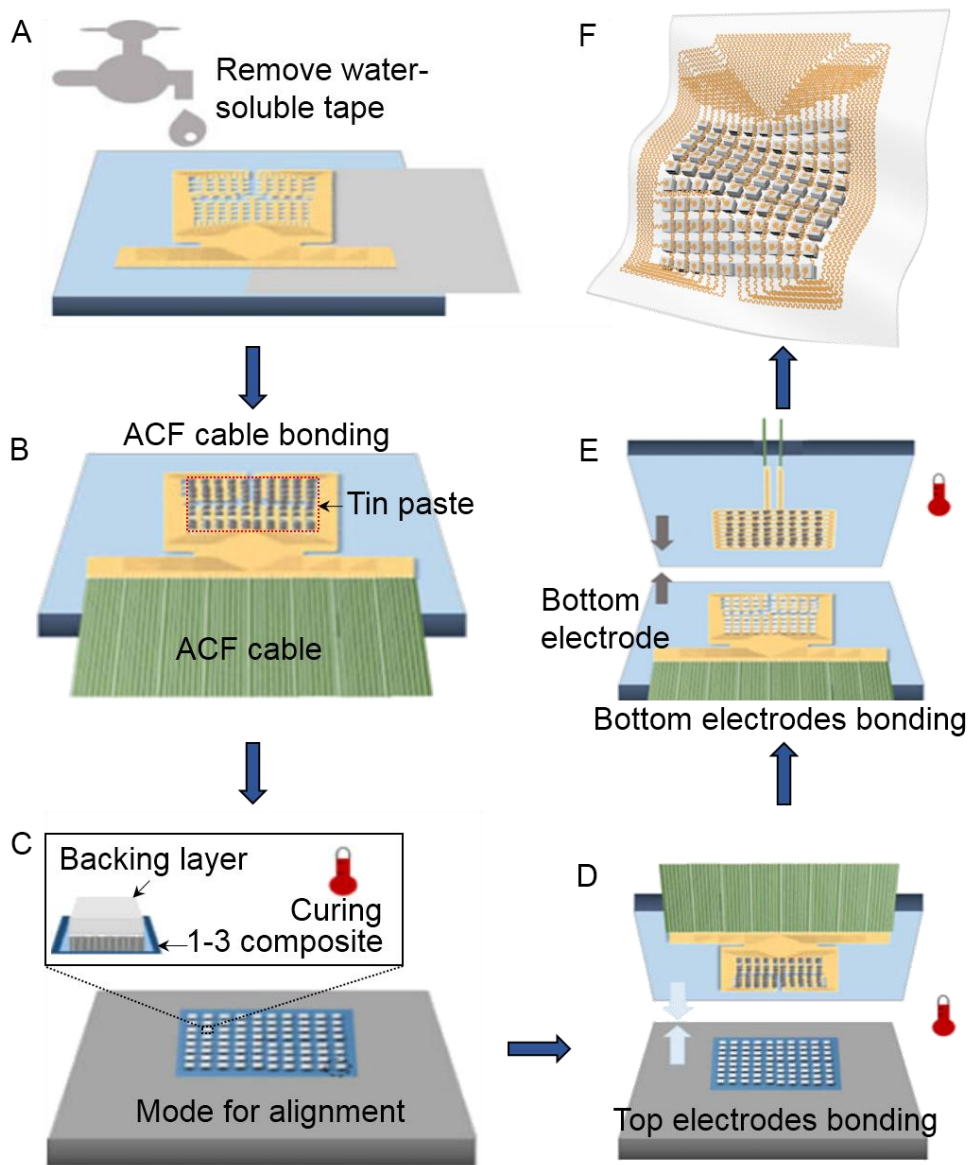 A
Remove water-
soluble tape
B
ACF cable bonding
Tin paste
ACF cable
C
Backing layer
Curing
1-3 composite
Mode for alignment
D
Top electrodes bonding
E
Bottom
electrode
Bottom electrodes bonding
F